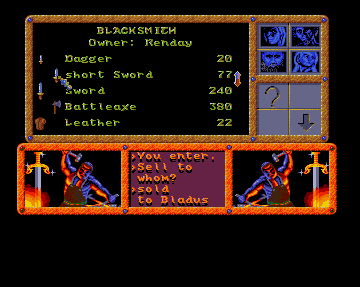 BLACKSMITH
Owner: Renday
Dagger 20
short Sword 77
Sword 240
Battleaxe 380
Leather 22
You enter.
Sell to
whom?
sold
to Bladus